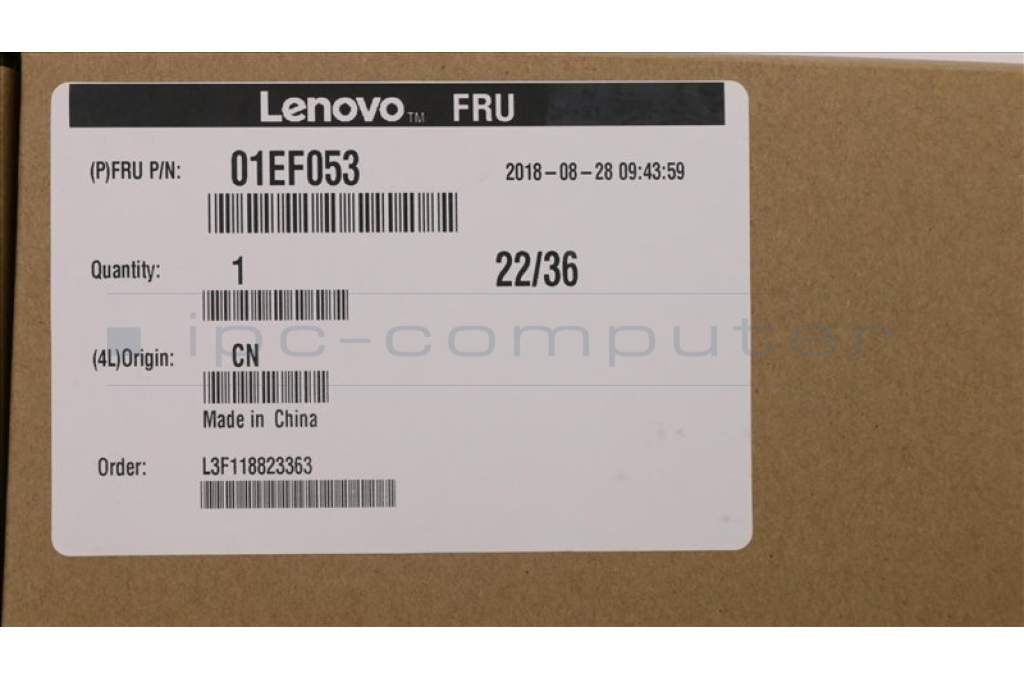 Lenovo™ FRU
(P)FRU P/N: 01EF053 2018-08-28 09:43:59
Quantity: 1 22/36
ipc-computer
(4L)Origin: CN
Made in China
Order: L3F118823363